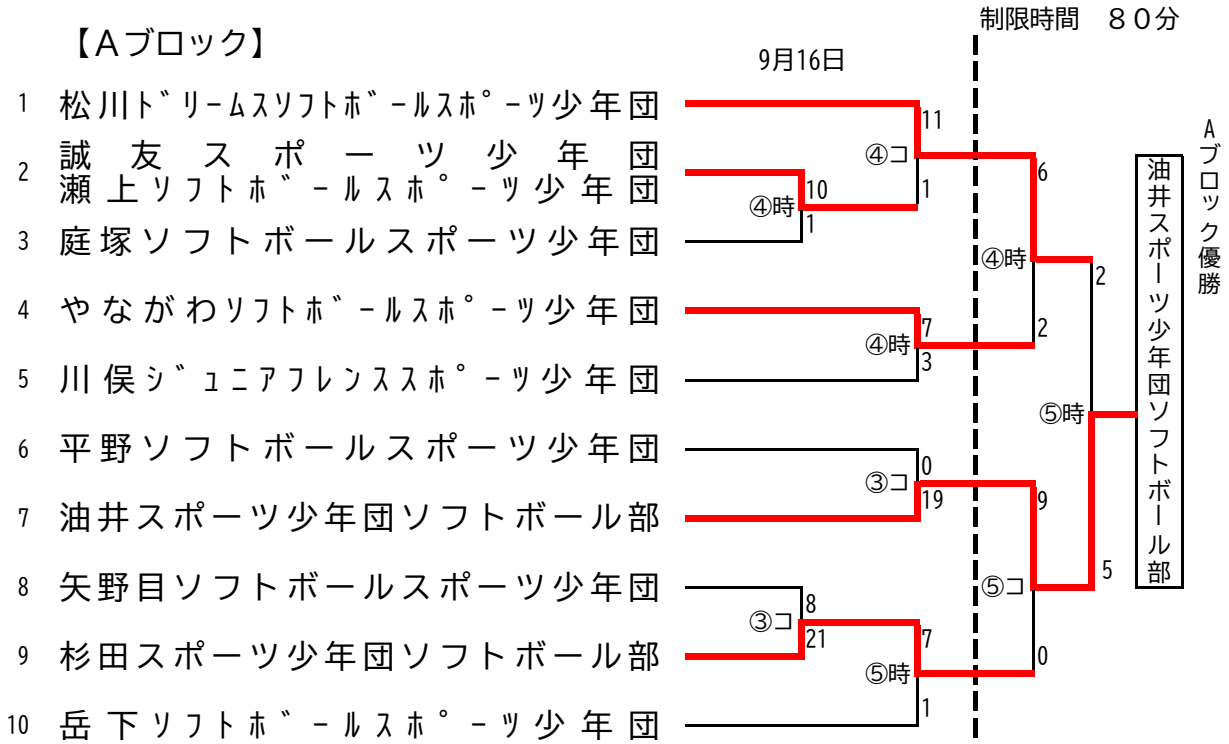 制限時間　８０分
【Ａブロック】
9月16日
1 松川ﾄﾞﾘｰﾑｽソフトﾎﾞｰﾙｽﾎﾟｰﾂ少年団
2 誠友スポーツ少年団
瀬上ソフトﾎﾞｰﾙスﾎﾟｰツ少年団
3 庭塚ソフトボールスポーツ少年団
4 やながわソフトﾎﾞｰﾙｽﾎﾟｰﾂ少年団
5 川俣ｼﾞｭﾆアフレンススﾎﾟｰﾂ少年団
6 平野ソフトボールスポーツ少年団
7 油井スポーツ少年団ソフトボール部
8 矢野目ソフトボールスポーツ少年団
9 杉田スポーツ少年団ソフトボール部
10 岳下ソフトﾎﾞｰﾙスﾎﾟｰツ少年団
11
④コ
1
10
④時
1
7
④時
3
0
③コ
19
8
③コ
21
7
⑤時
1
6
④時
2
9
⑤コ
0
2
⑤時
5
油井スポーツ少年団ソフトボール部
Ａブロック優勝